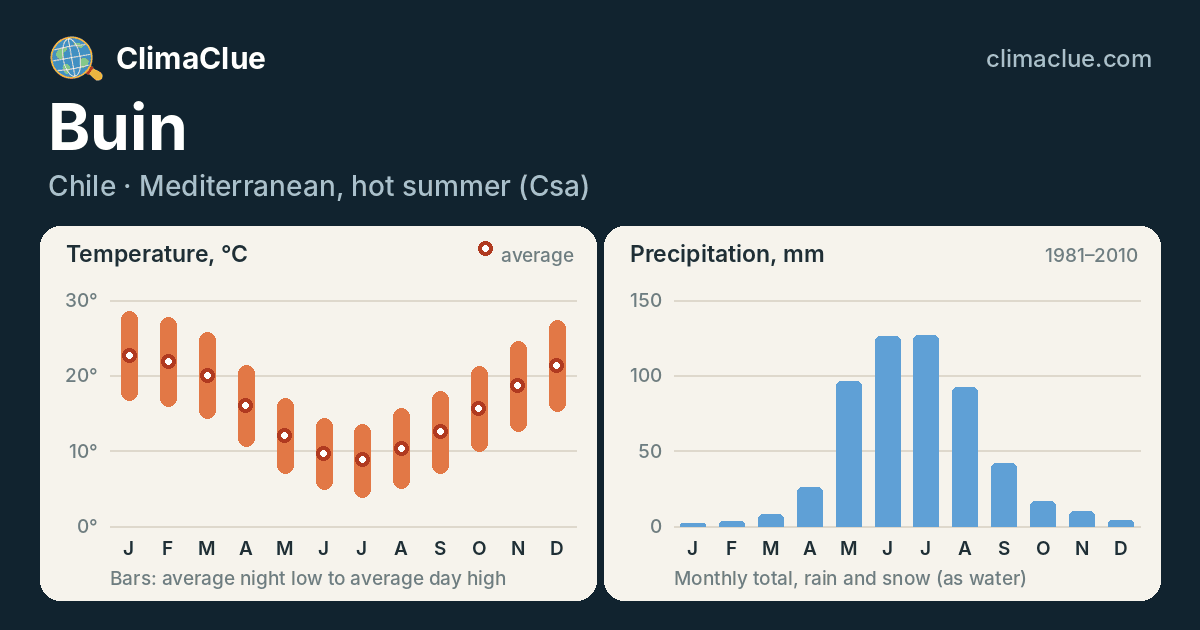 ClimaClue
climaclue.com
Buin
Chile · Mediterranean, hot summer (Csa)
Temperature, °C
average
30°
20°
10°
0°
J F M A M J J A S O N D
Bars: average night low to average day high
Precipitation, mm
1981–2010
150
100
50
0
J F M A M J J A S O N D
Monthly total, rain and snow (as water)